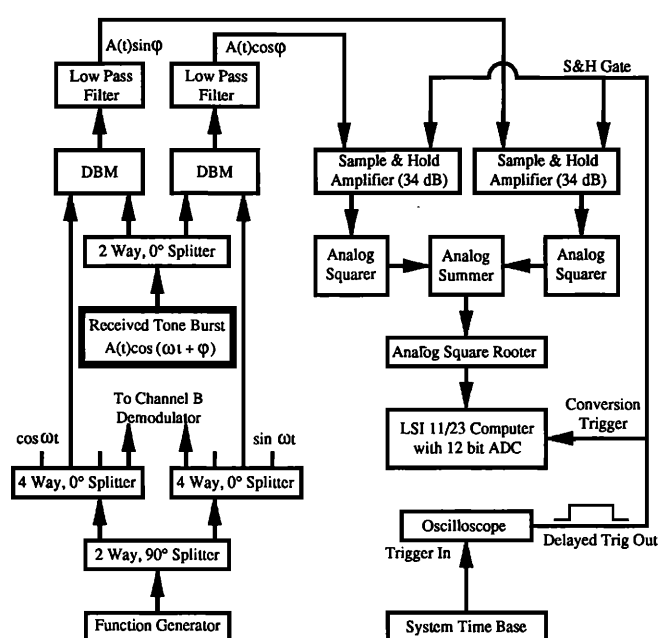 A(t)sinφ
A(t)cosφ
Low Pass
Filter
Low Pass
Filter
S&H Gate
DBM
DBM
Sample & Hold
Amplifier (34 dB)
Sample & Hold
Amplifier (34 dB)
2 Way, 0° Splitter
Analog
Squarer
Analog
Summer
Analog
Squarer
Received Tone Burst
A(t)cos (ωt + φ)
Analog Square Rooter
To Channel B
Demodulator
LSI 11/23 Computer
with 12 bit ADC
Conversion
Trigger
cos ωt
sin ωt
4 Way, 0° Splitter
4 Way, 0° Splitter
Oscilloscope
Delayed Trig Out
Trigger In
2 Way, 90° Splitter
Function Generator
System Time Base